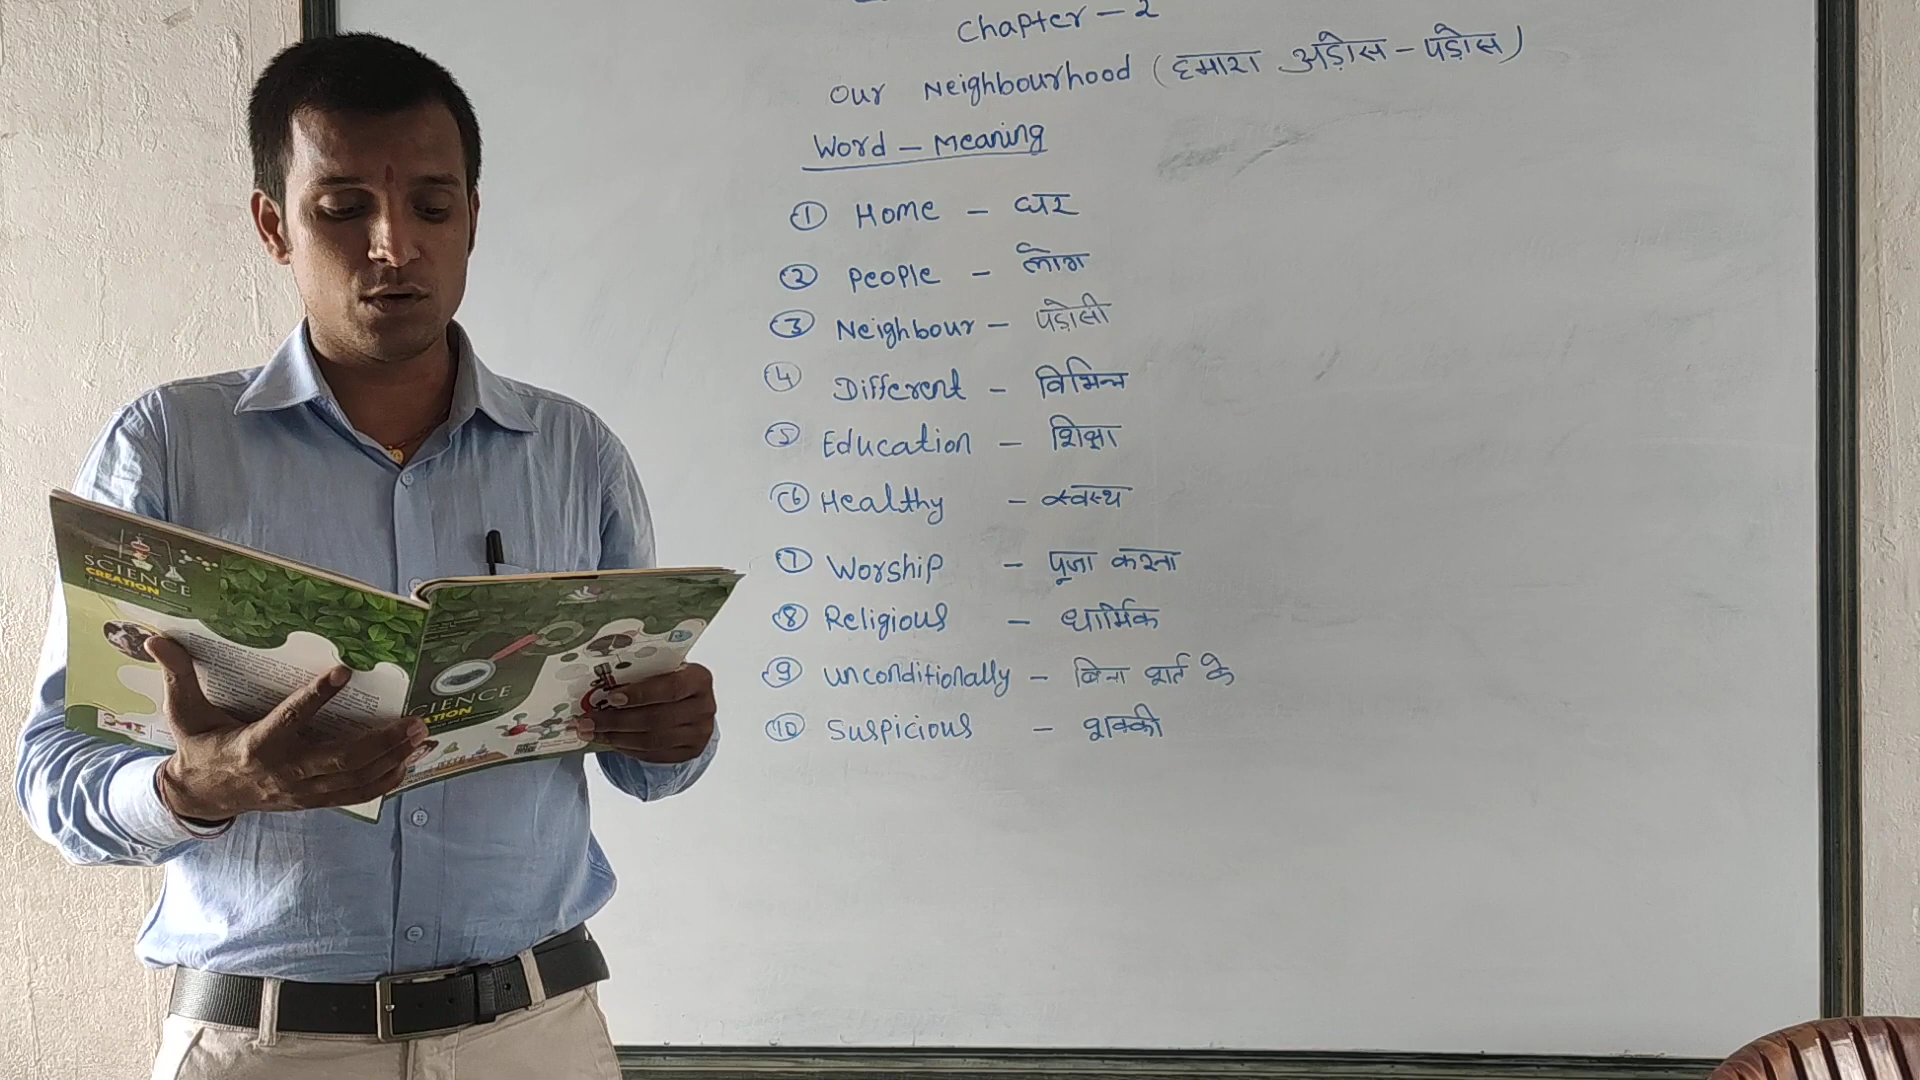 Chapter - 2
Our Neighbourhood (हमारा अड़ोस - पड़ोस)
Word - Meaning
① Home - घर
② People - लोग
③ Neighbour - पड़ोसी
④ Different - विभिन्न
⑤ Education - शिक्षा
⑥ Healthy - स्वस्थ
⑦ Worship - पूजा करना
⑧ Religious - धार्मिक
⑨ unconditionally - बिना शर्त के
⑩ Suspicious - शक्की
SCIENCE
CREATION